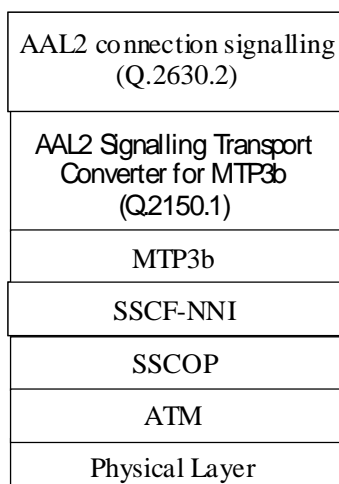 AAL2 connection signalling
(Q.2630.2)
AAL2 Signalling Transport
Converter for MTP3b
(Q.2150.1)
MTP3b
SSCF-NNI
SSCOP
ATM
Physical Layer